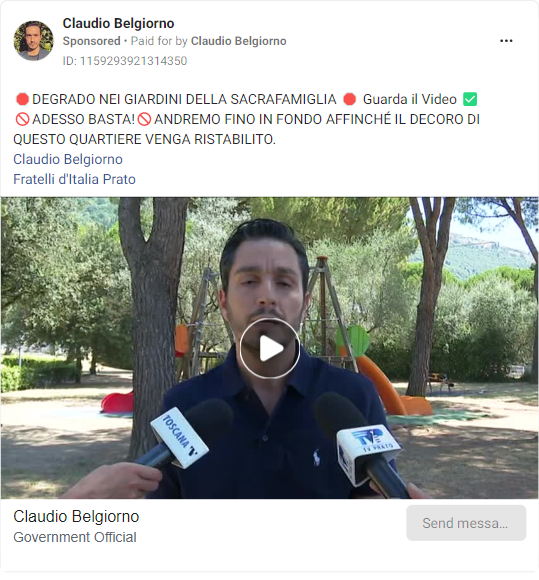 Claudio Belgiorno
Sponsored • Paid for by Claudio Belgiorno
ID: 1159293921314350
🛑DEGRADO NEI GIARDINI DELLA SACRAFAMIGLIA 🛑 Guarda il Video ✅
🚫ADESSO BASTA!🚫ANDREMO FINO IN FONDO AFFINCHÉ IL DECORO DI
QUESTO QUARTIERE VENGA RISTABILITO.
Claudio Belgiorno
Fratelli d'Italia Prato
TOSCANA
TV
TV PRATO
Claudio Belgiorno
Government Official
Send messa...